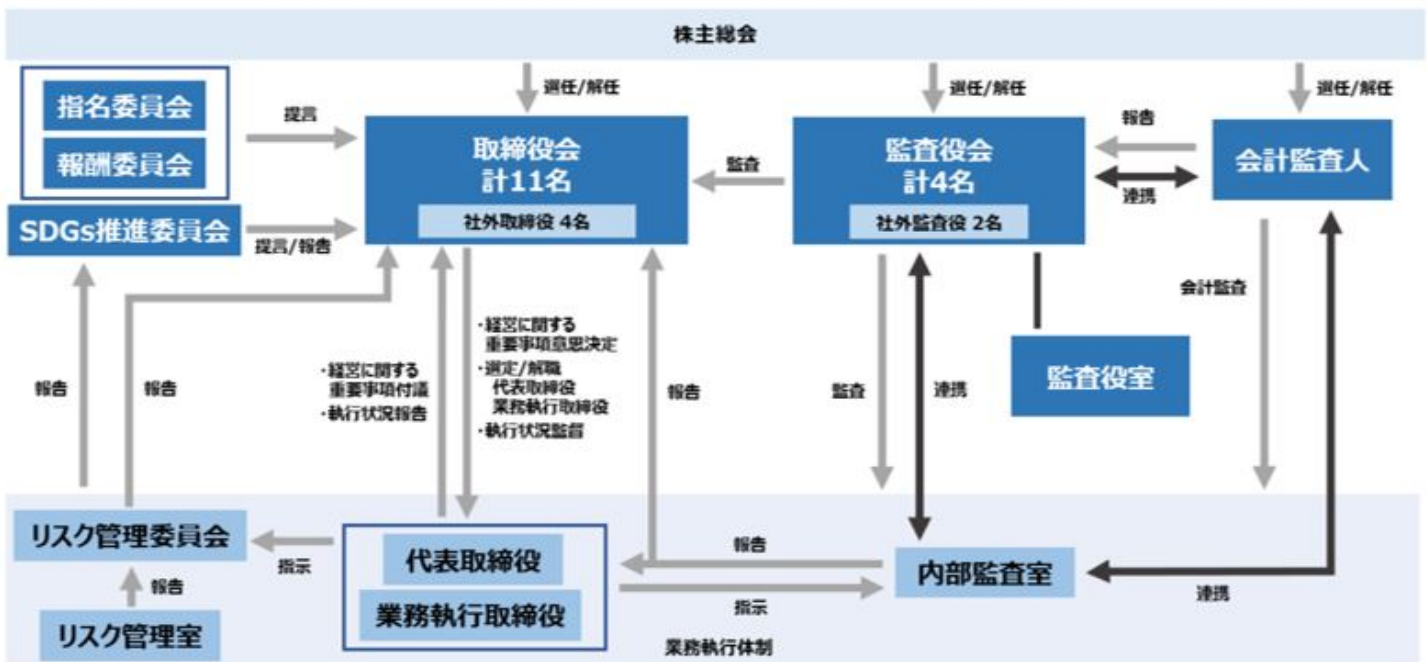 株主総会
選任/解任
選任/解任
選任/解任
指名委員会
報酬委員会
提言
取締役会
計11名
社外取締役 4名
監査
監査役会
計4名
社外監査役 2名
報告
連携
会計監査人
SDGs推進委員会
提言/報告
報告
報告
・経営に関する
重要事項付議
・執行状況報告
・経営に関する
重要事項意思決定
・選定/解職
代表取締役
業務執行取締役
・執行状況監督
報告
監査
連携
監査役室
会計監査
リスク管理委員会
指示
報告
リスク管理室
代表取締役
業務執行取締役
報告
指示
内部監査室
連携
業務執行体制